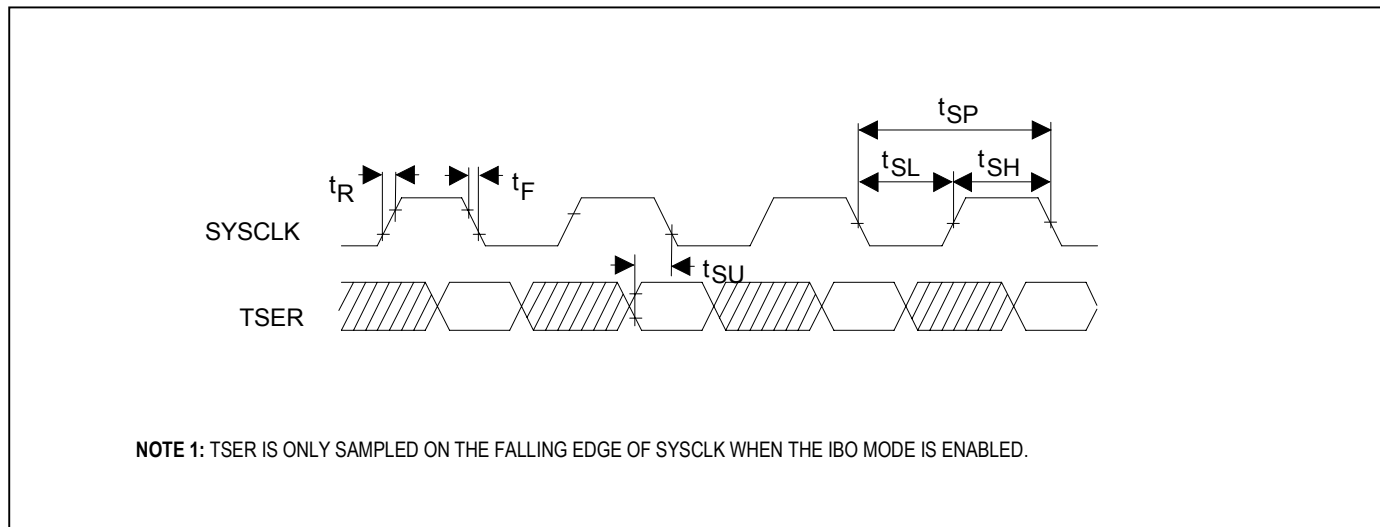 tSP
tSL tSH
tR tF
SYSCLK
tSU
TSER
NOTE 1: TSER IS ONLY SAMPLED ON THE FALLING EDGE OF SYSCLK WHEN THE IBO MODE IS ENABLED.